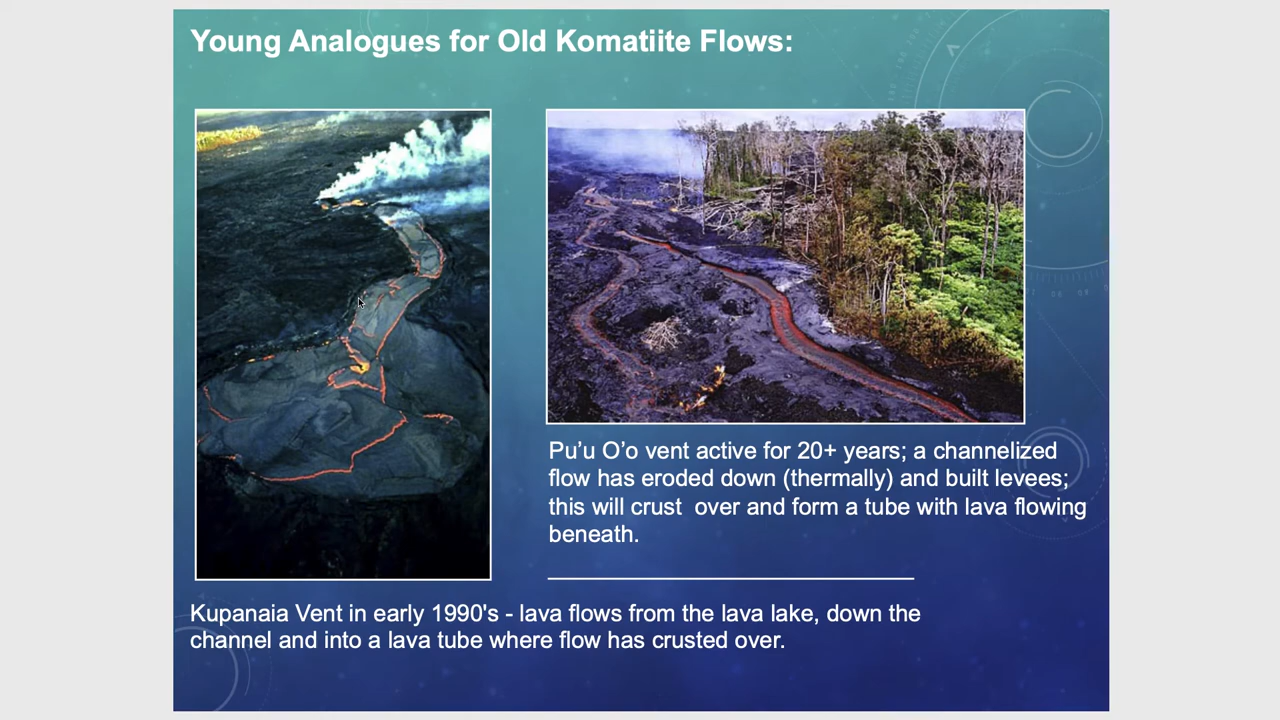 Young Analogues for Old Komatiite Flows:
Pu’u O’o vent active for 20+ years; a channelized
flow has eroded down (thermally) and built levees;
this will crust  over and form a tube with lava flowing
beneath.
Kupanaia Vent in early 1990's - lava flows from the lava lake, down the
channel and into a lava tube where flow has crusted over.